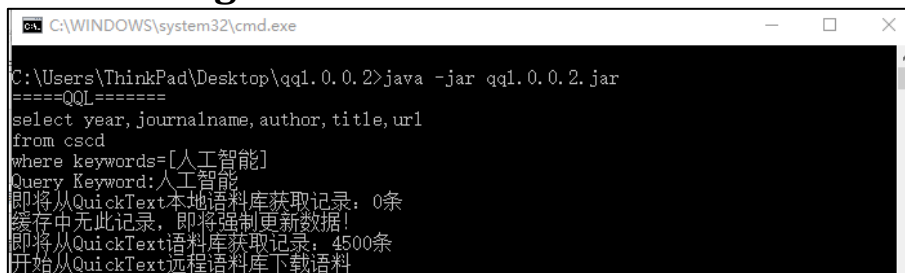 C:\WINDOWS\system32\cmd.exe
C:\Users\ThinkPad\Desktop\qq1.0.0.2>java -jar qq1.0.0.2.jar
=====QQL=======
select year,journalname,author,title,url
from cscd
where keywords=[人工智能]
Query Keyword:人工智能
即将从QuickText本地语料库获取记录：0条
缓存中无此记录，即将强制更新数据！
即将从QuickText语料库获取记录：4500条
开始从QuickText远程语料库下载语料